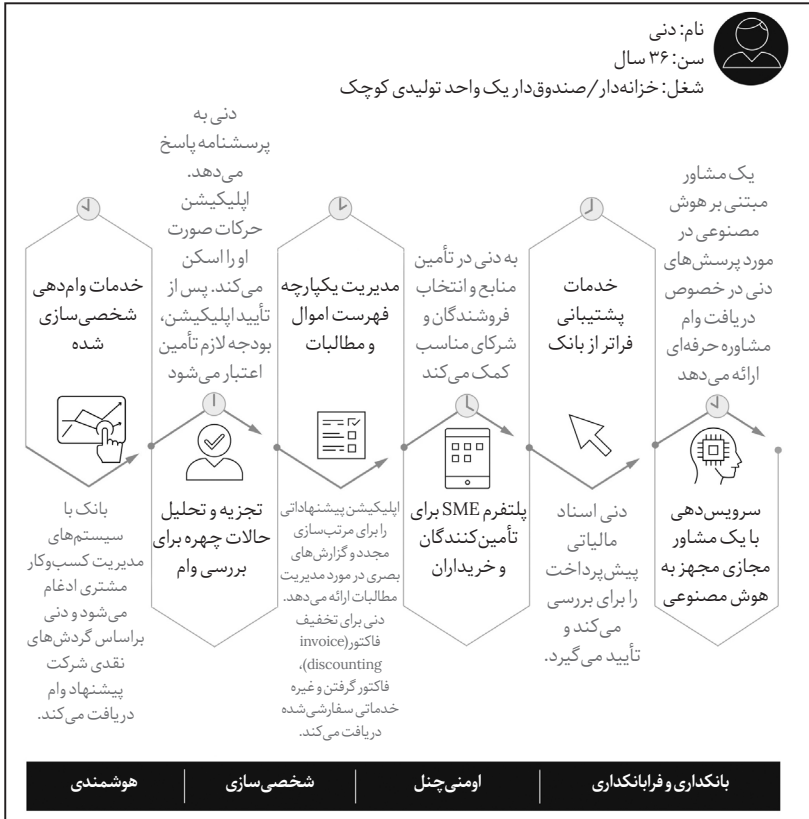 نام: دنی
سن: ۳۶ سال
شغل: خزانه‌دار/صندوق‌دار یک واحد تولیدی کوچک
خدمات وام‌دهی
شخصی‌سازی
شده
بانک با
سیستم‌های
مدیریت کسب‌وکار
مشتری ادغام
می‌شود و دنی
براساس گردش‌های
نقدی شرکت
پیشنهاد وام
دریافت می‌کند.
دنی به
پرسشنامه پاسخ
می‌دهد.
اپلیکیشن
حرکات صورت
او را اسکن
می‌کند. پس از
تأیید اپلیکیشن،
بودجه لازم تأمین
اعتبار می‌شود
تجزیه و تحلیل
حالات چهره برای
بررسی وام
مدیریت یکپارچه
فهرست اموال
و مطالبات
اپلیکیشن پیشنهاداتی
را برای مرتب‌سازی
مجدد و گزارش‌های
بصری در مورد مدیریت
مطالبات ارائه می‌دهد.
دنی برای تخفیف
فاکتور (invoice
discounting)،
فاکتور گرفتن و غیره
خدماتی سفارشی‌شده
دریافت می‌کند.
به دنی در تأمین
منابع و انتخاب
فروشندگان و
شرکای مناسب
کمک می‌کند
پلتفرم SME برای
تأمین‌کنندگان
و خریداران
خدمات
پشتیبانی
فراتر از بانک
دنی اسناد
مالیاتی
پیش‌پرداخت
را برای بررسی
می‌کند و
تأیید می‌گیرد.
یک مشاور
مبتنی بر هوش
مصنوعی در
مورد پرسش‌های
دنی در خصوص
دریافت وام
مشاوره حرفه‌ای
ارائه می‌دهد
سرویس‌دهی
با یک مشاور
مجازی مجهز به
هوش مصنوعی
بانکداری و فرابانکداری
اومنی‌چنل
شخصی‌سازی
هوشمندی